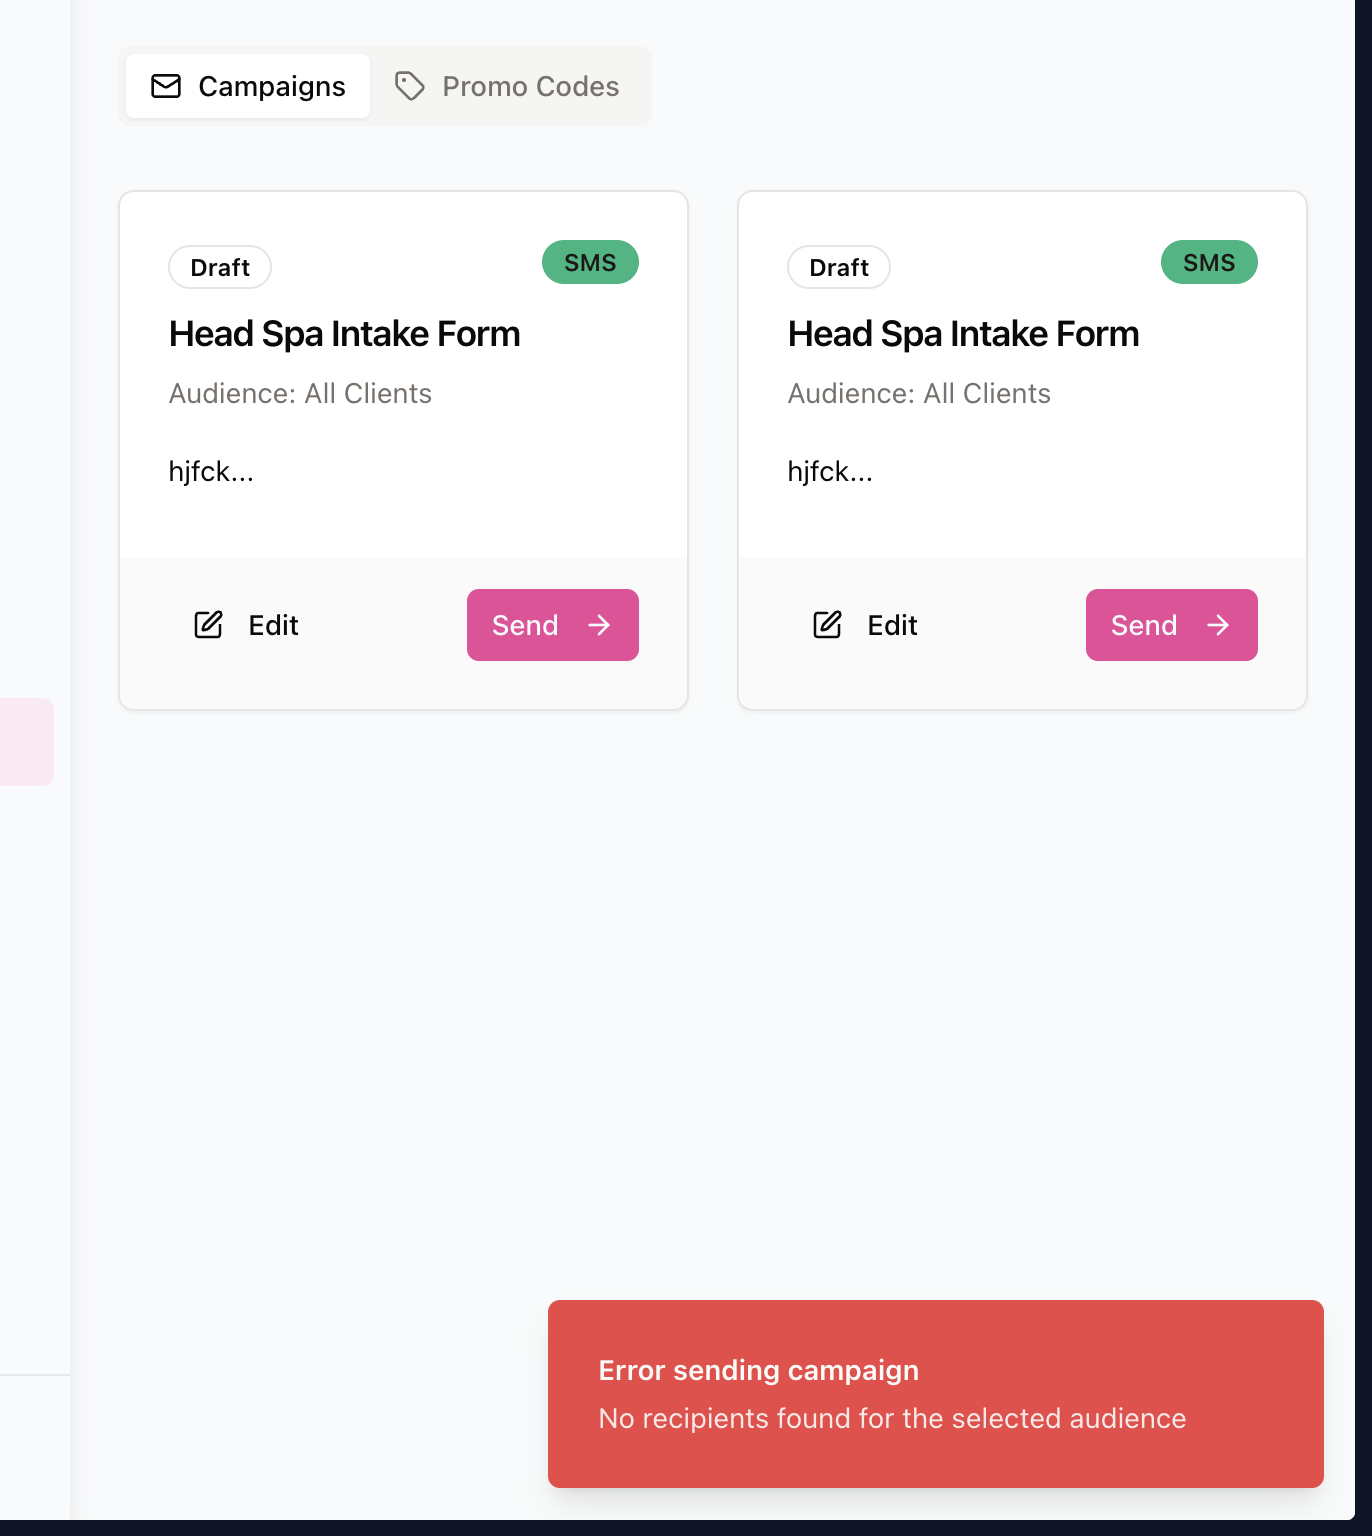 Campaigns
Promo Codes
Draft
SMS
Head Spa Intake Form
Audience: All Clients
hjfck...
Edit
Send
Draft
SMS
Head Spa Intake Form
Audience: All Clients
hjfck...
Edit
Send
Error sending campaign
No recipients found for the selected audience